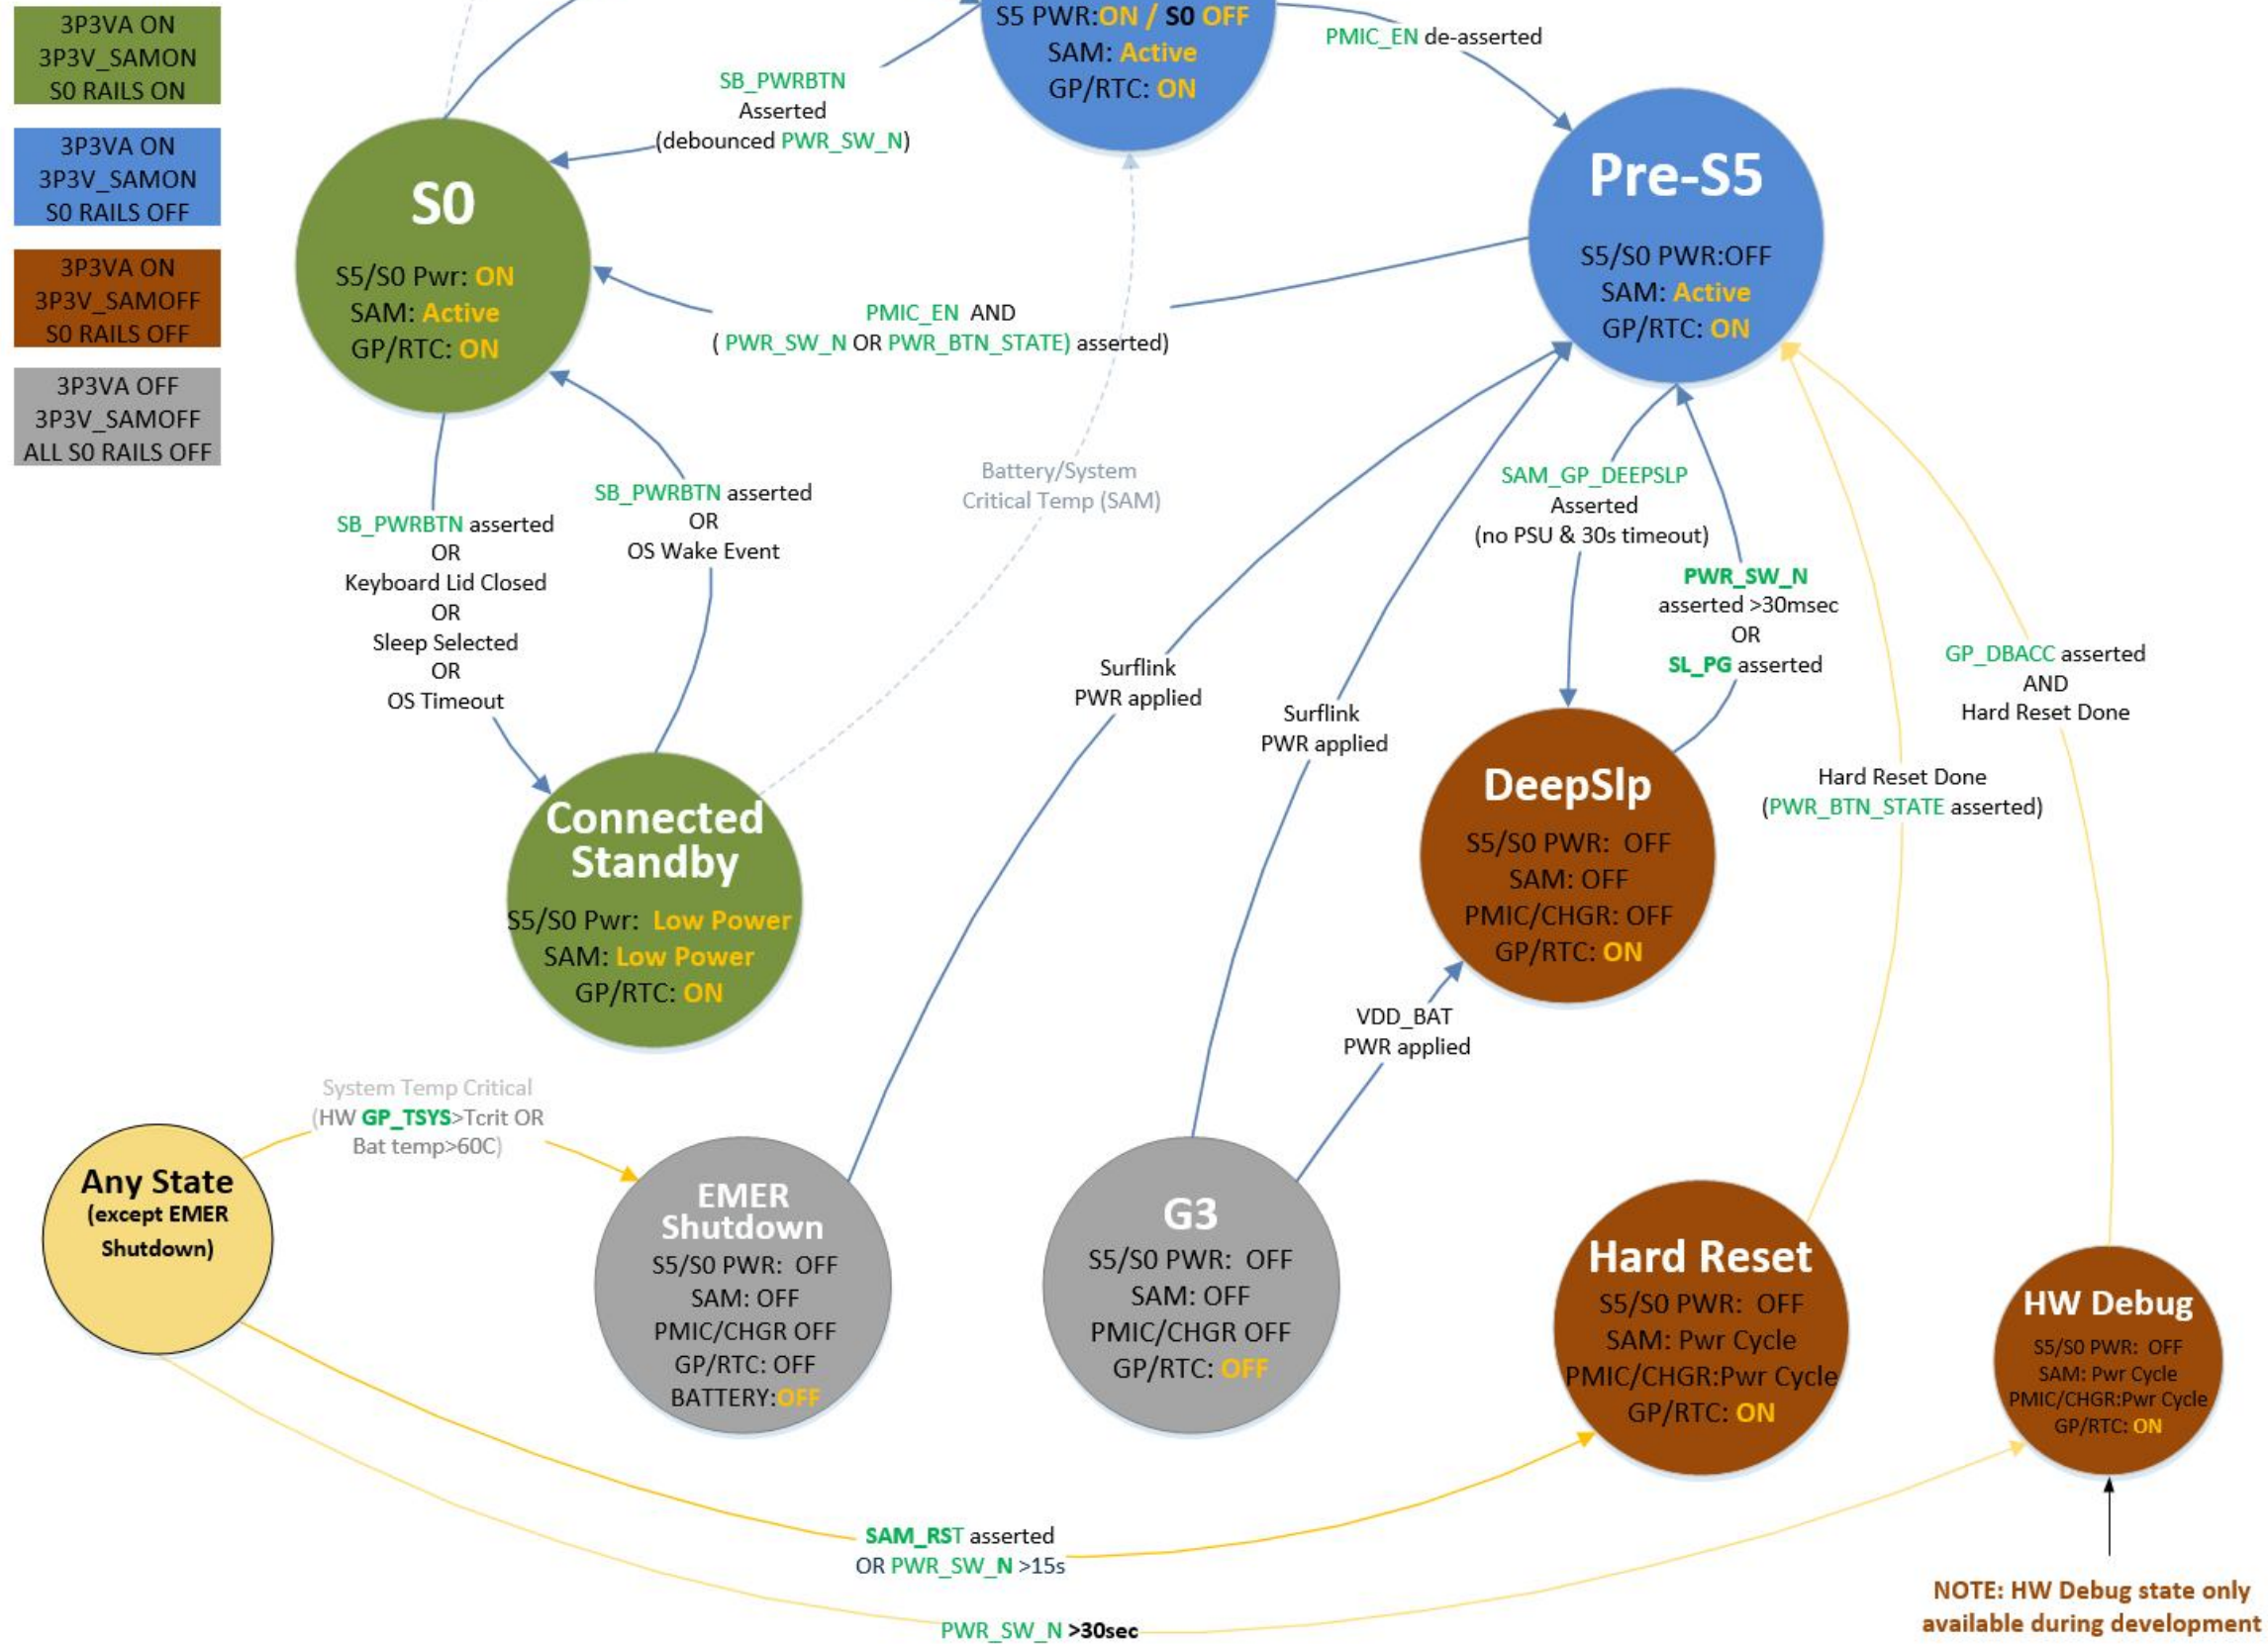 3P3VA ON
3P3V_SAMON
S0 RAILS ON
3P3VA ON
3P3V_SAMON
S0 RAILS OFF
3P3VA ON
3P3V_SAMOFF
S0 RAILS OFF
3P3VA OFF
3P3V_SAMOFF
ALL S0 RAILS OFF
S5 PWR:ON / S0 OFF
SAM: Active
GP/RTC: ON
PMIC_EN de-asserted
SB_PWRBTN
Asserted
(debounced PWR_SW_N)
S0
S5/S0 Pwr: ON
SAM: Active
GP/RTC: ON
Pre-S5
S5/S0 PWR:OFF
SAM: Active
GP/RTC: ON
PMIC_EN AND
( PWR_SW_N OR PWR_BTN_STATE) asserted)
Battery/System
Critical Temp (SAM)
SB_PWRBTN asserted
OR
OS Wake Event
SB_PWRBTN asserted
OR
Keyboard Lid Closed
OR
Sleep Selected
OR
OS Timeout
SAM_GP_DEEPSLP
Asserted
(no PSU & 30s timeout)
PWR_SW_N
asserted >30msec
OR
SL_PG asserted
GP_DBACC asserted
AND
Hard Reset Done
Surflink
PWR applied
Surflink
PWR applied
Hard Reset Done
(PWR_BTN_STATE asserted)
Connected
Standby
S5/S0 Pwr: Low Power
SAM: Low Power
GP/RTC: ON
DeepSlp
S5/S0 PWR: OFF
SAM: OFF
PMIC/CHGR: OFF
GP/RTC: ON
VDD_BAT
PWR applied
System Temp Critical
(HW GP_TSYS>Tcrit OR
Bat temp>60C)
Any State
(except EMER
Shutdown)
EMER
Shutdown
S5/S0 PWR: OFF
SAM: OFF
PMIC/CHGR OFF
GP/RTC: OFF
BATTERY:OFF
G3
S5/S0 PWR: OFF
SAM: OFF
PMIC/CHGR OFF
GP/RTC: OFF
Hard Reset
S5/S0 PWR: OFF
SAM: Pwr Cycle
PMIC/CHGR:Pwr Cycle
GP/RTC: ON
HW Debug
S5/S0 PWR: OFF
SAM: Pwr Cycle
PMIC/CHGR:Pwr Cycle
GP/RTC: ON
SAM_RST asserted
OR PWR_SW_N >15s
PWR_SW_N >30sec
NOTE: HW Debug state only
available during development